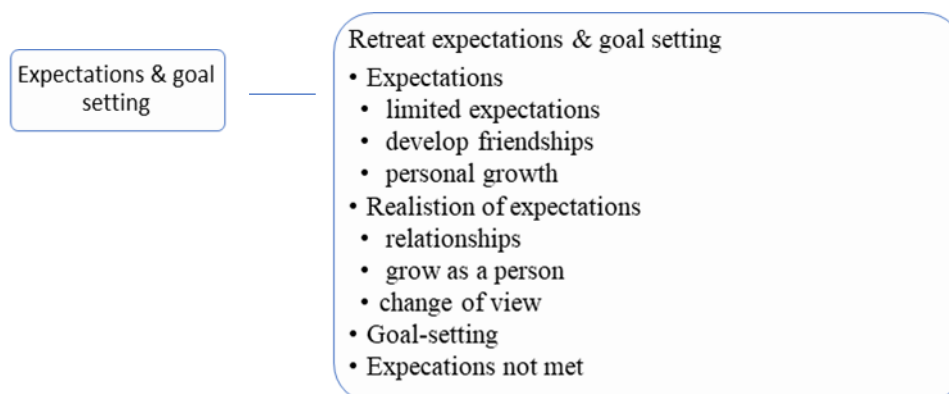 Expectations & goal
setting
Retreat expectations & goal setting
• Expectations
• limited expectations
• develop friendships
• personal growth
• Realistion of expectations
• relationships
• grow as a person
• change of view
• Goal-setting
• Expecations not met